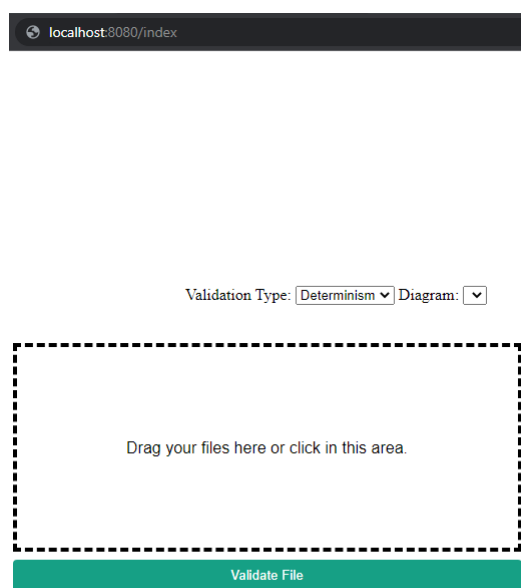 localhost:8080/index
Validation Type: Determinism Diagram:
Drag your files here or click in this area.
Validate File